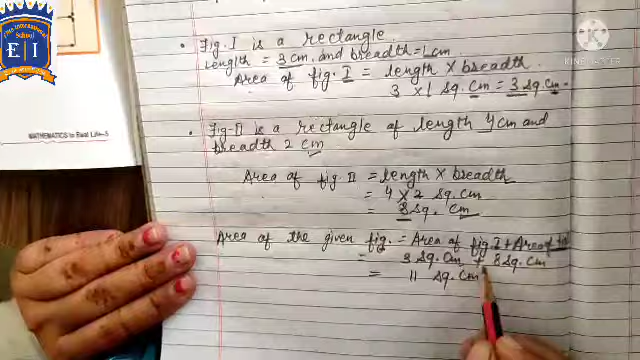 International
School
E I
MATHEMATICS to Real Life-5
KINEMASTER
• Fig. I is a rectangle.
Length = 3 cm. and breadth = 1 cm
Area of fig. I = length × breadth
3 × 1 sq. cm = 3 sq. cm.
• Fig-II is a rectangle of length 4 cm and
breadth 2 cm
Area of fig. II = length × breadth
= 4 × 2 sq. cm
= 8 sq. cm
Area of the given fig. = Area of fig I + Area of
= 3 sq. cm + 8 sq. cm
= 11 sq. cm